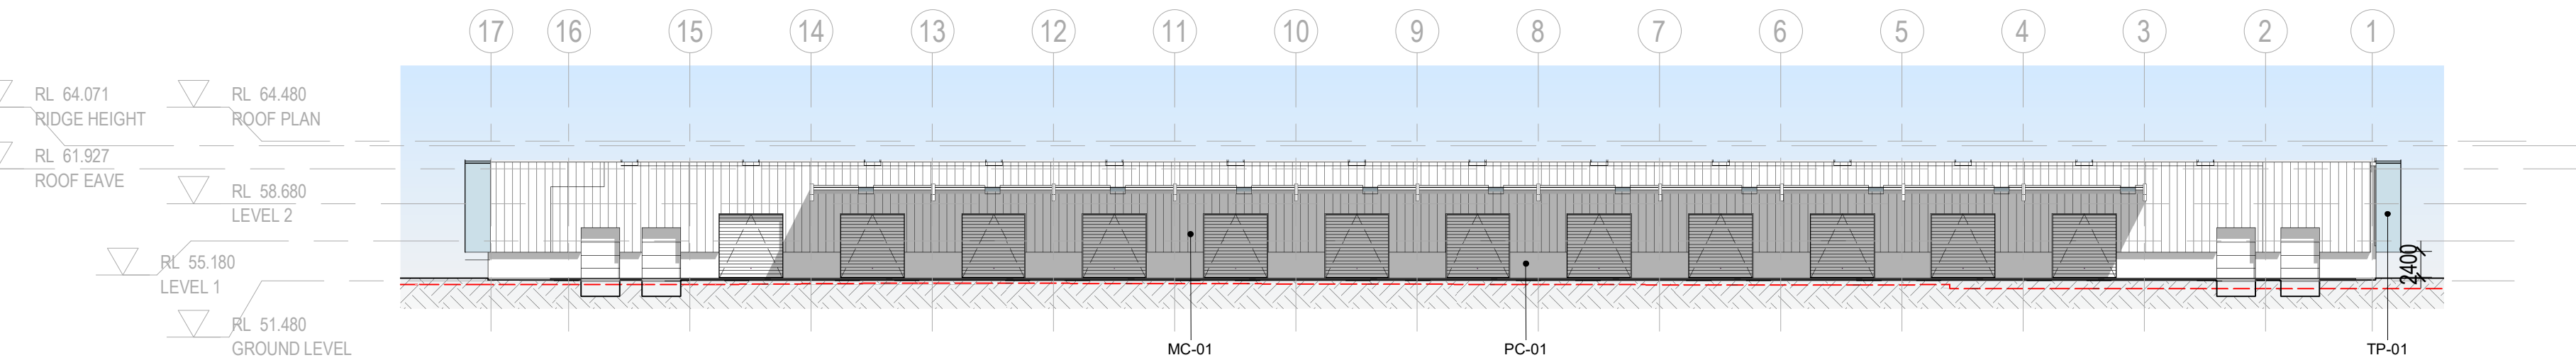 17 16 15 14 13 12 11 10 9 8 7 6 5 4 3 2 1
RL 64.071
RIDGE HEIGHT
RL 64.480
ROOF PLAN
RL 61.927
ROOF EAVE
RL 58.680
LEVEL 2
RL 55.180
LEVEL 1
RL 51.480
GROUND LEVEL
2400
MC-01
PC-01
TP-01